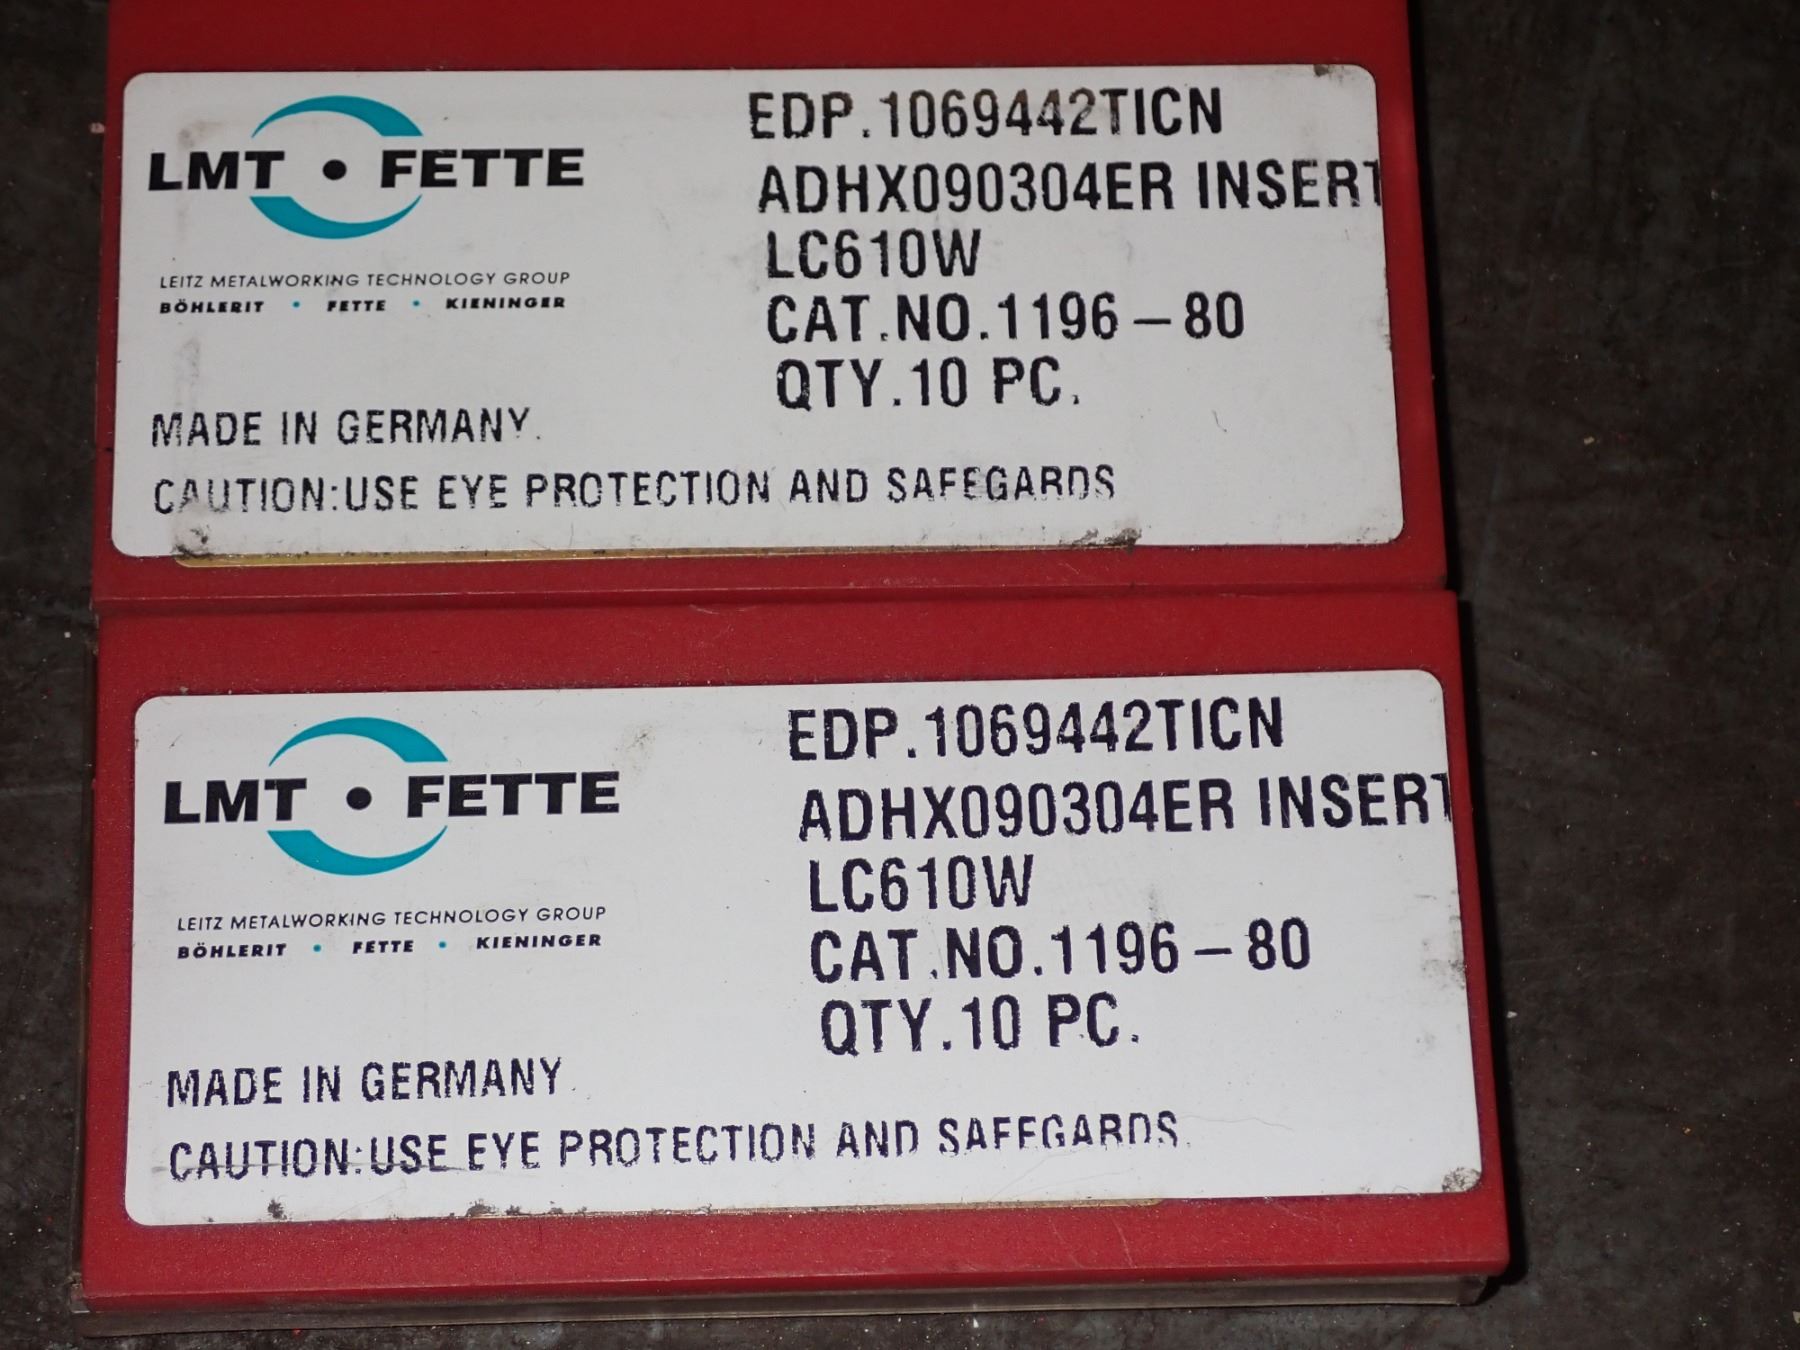 LMT • FETTE
LEITZ METALWORKING TECHNOLOGY GROUP
BÖHLERIT • FETTE • KIENINGER
EDP.1069442TICN
ADHX090304ER INSERT
LC610W
CAT.NO.1196-80
QTY.10 PC.
MADE IN GERMANY.
CAUTION:USE EYE PROTECTION AND SAFEGARDS
LMT • FETTE
LEITZ METALWORKING TECHNOLOGY GROUP
BÖHLERIT • FETTE • KIENINGER
EDP.1069442TICN
ADHX090304ER INSERT
LC610W
CAT.NO.1196-80
QTY.10 PC.
MADE IN GERMANY
CAUTION:USE EYE PROTECTION AND SAFEGARDS.